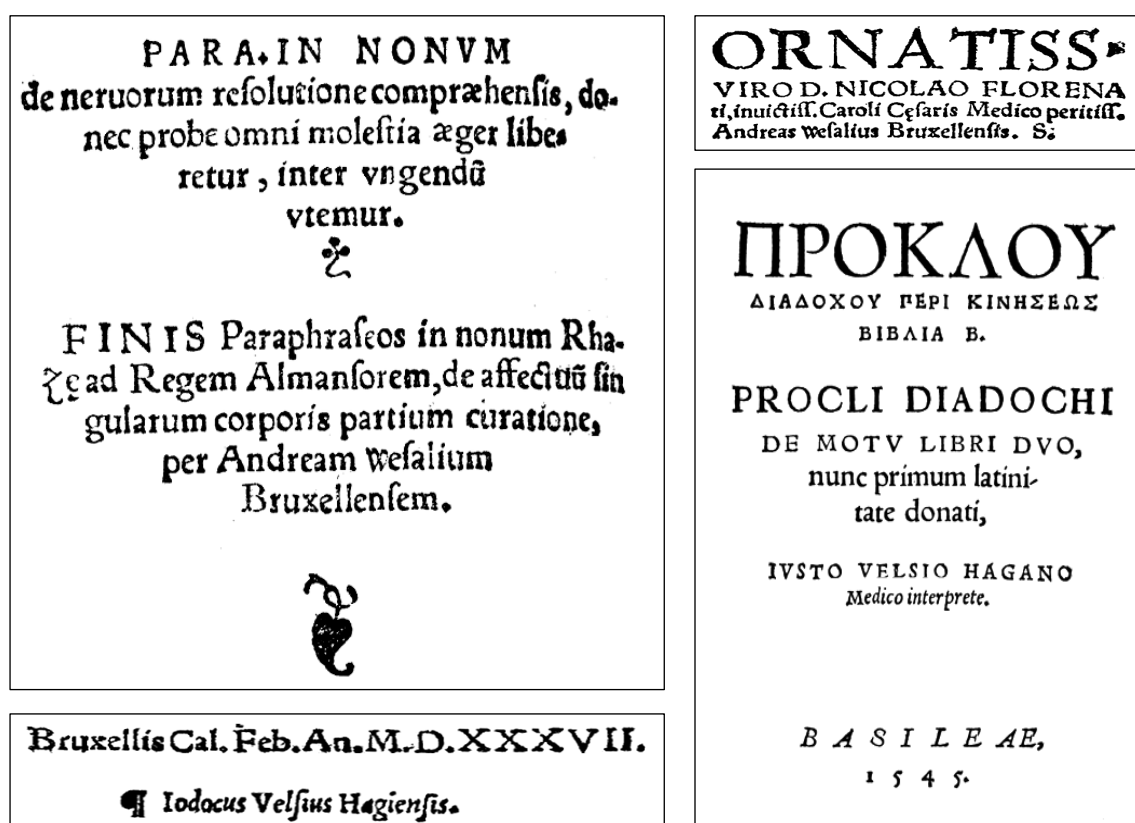 PARA. IN NONVM
de neruorum reſolutione compræhenſis, do-
nec probe omni moleſtia æger libe-
retur, inter vngendū
vtemur.
FINIS Paraphraſeos in nonum Rha-
zę ad Regem Almanſorem, de affectuū ſin
gularum corporis partium curatione,
per Andream Weſalium
Bruxellenſem.
Bruxellis Cal. Feb. An. M.D.XXXVII.
¶ Iodocus Velſius Hagienſis.
ORNATISS.
VIRO D. NICOLAO FLORENA
ti, inuictiſſ. Caroli Cęſaris Medico peritiſſ.
Andreas Weſalius Bruxellenſis. S.
ΠΡΟΚΛΟΥ
ΔΙΑΔΟΧΟΥ ΠΕΡΙ ΚΙΝΗΣΕΩΣ
ΒΙΒΛΙΑ Β.
PROCLI DIADOCHI
DE MOTV LIBRI DVO,
nunc primum latini-
tate donati,
IVSTO VELSIO HAGANO
Medico interprete.
BASILEAE,
1545.